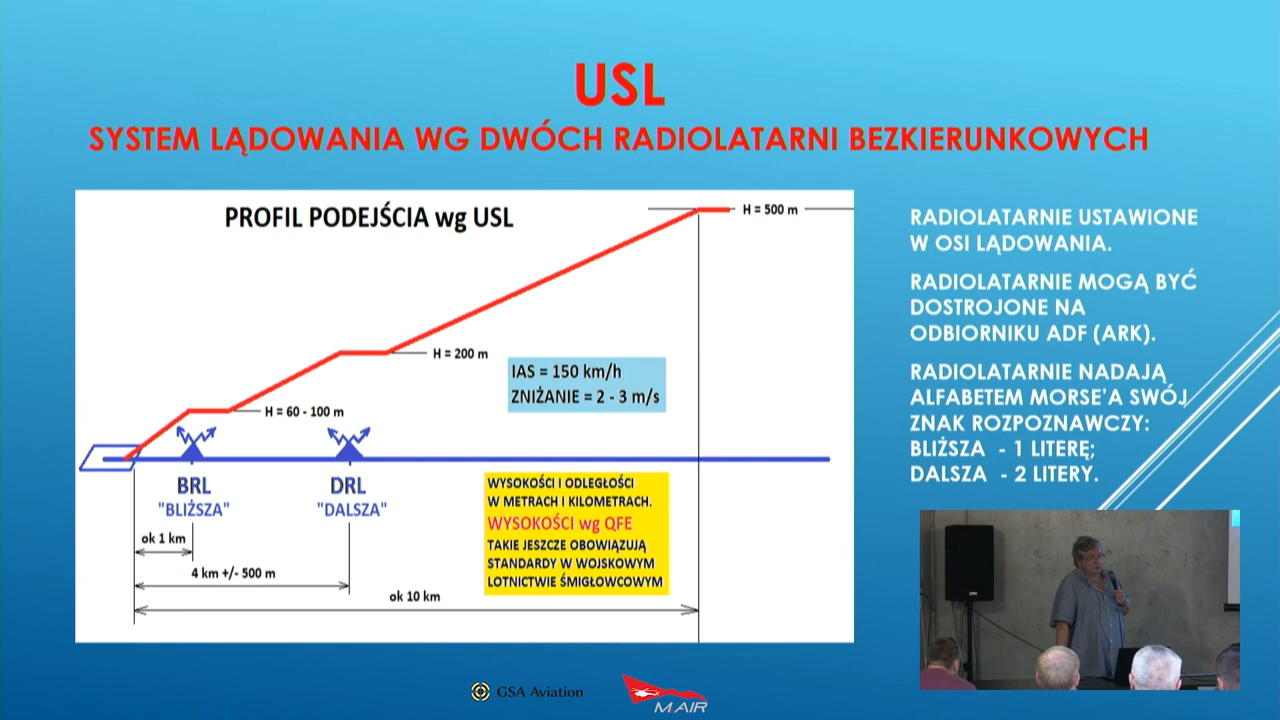 USL
SYSTEM LĄDOWANIA WG DWÓCH RADIOLATARNI BEZKIERUNKOWYCH
PROFIL PODEJŚCIA wg USL
H = 500 m
H = 200 m
IAS = 150 km/h
ZNIŻANIE = 2 - 3 m/s
H = 60 - 100 m
BRL
"BLIŻSZA"
DRL
"DALSZA"
ok 1 km
4 km +/- 500 m
ok 10 km
WYSOKOŚCI I ODLEGŁOŚCI
W METRACH I KILOMETRACH.
WYSOKOŚCI wg QFE
TAKIE JESZCZE OBOWIĄZUJĄ
STANDARDY W WOJSKOWYM
LOTNICTWIE ŚMIGŁOWCOWYM
RADIOLATARNIE USTAWIONE
W OSI LĄDOWANIA.
RADIOLATARNIE MOGĄ BYĆ
DOSTROJONE NA
ODBIORNIKU ADF (ARK).
RADIOLATARNIE NADAJĄ
ALFABETEM MORSE'A SWÓJ
ZNAK ROZPOZNAWCZY:
BLIŻSZA - 1 LITERĘ;
DALSZA - 2 LITERY.
GSA Aviation
MAIR